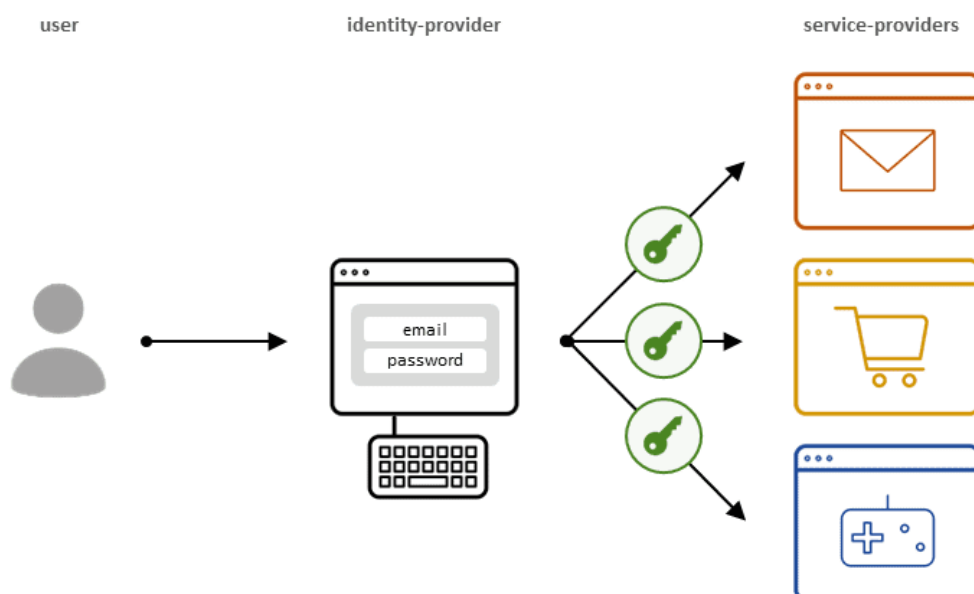 user
identity-provider
service-providers
email
password